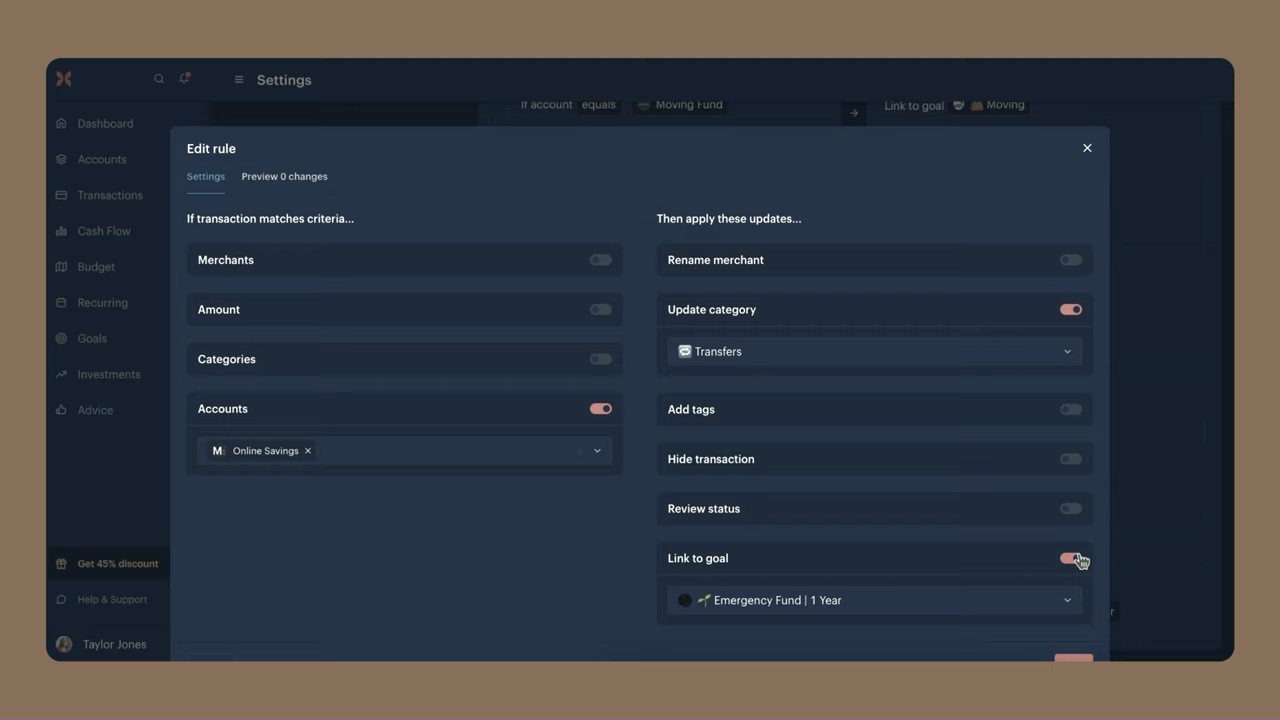 Settings
If account equals Moving Fund
Link to goal Moving
Dashboard
Accounts
Transactions
Cash Flow
Budget
Recurring
Goals
Investments
Advice
Get 45% discount
Help & Support
Taylor Jones
Edit rule
Settings
Preview 0 changes
If transaction matches criteria...
Merchants
Amount
Categories
Accounts
M Online Savings
Then apply these updates...
Rename merchant
Update category
Transfers
Add tags
Hide transaction
Review status
Link to goal
Emergency Fund | 1 Year